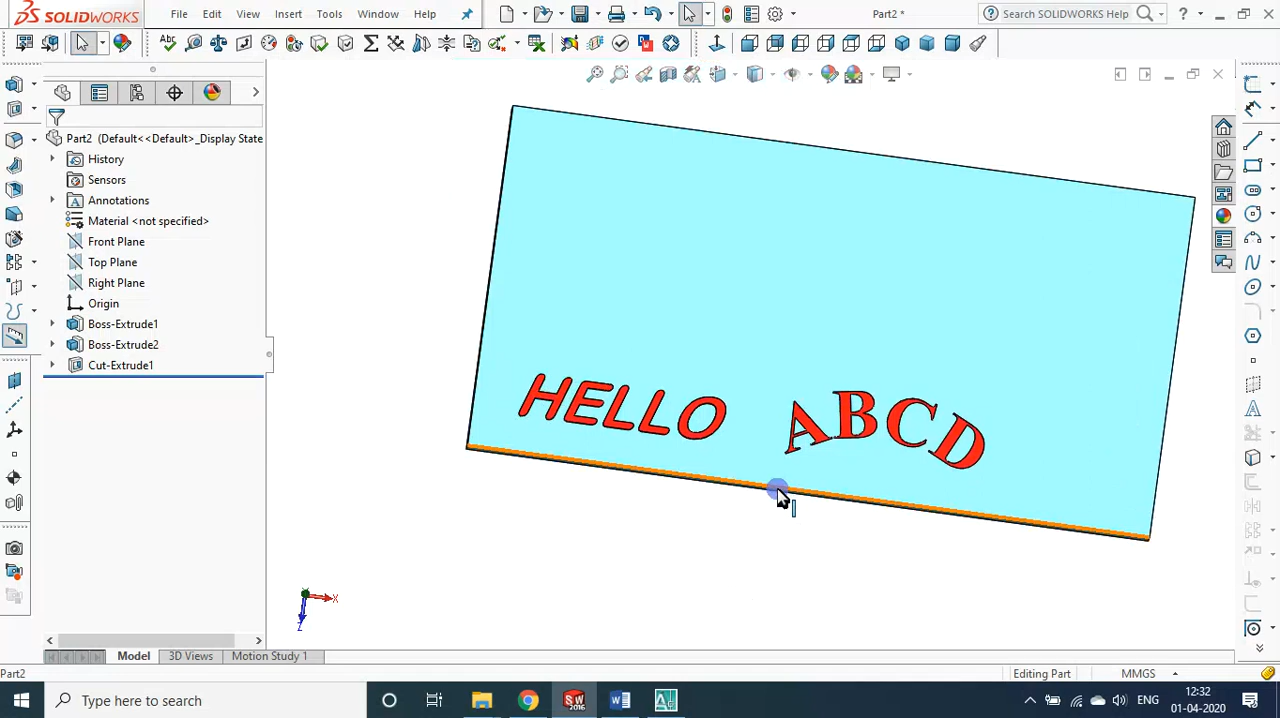 SOLIDWORKS
File Edit View Insert Tools Window Help
Part2 *
Search SOLIDWORKS Help
?
Part2 (Default<<Default>_Display State
History
Sensors
Annotations
Material <not specified>
Front Plane
Top Plane
Right Plane
Origin
Boss-Extrude1
Boss-Extrude2
Cut-Extrude1
HELLO ABCD
X
Z
Model 3D Views Motion Study 1
Part2
Editing Part
MMGS
Type here to search
SW
2016
ENG
12:32
01-04-2020